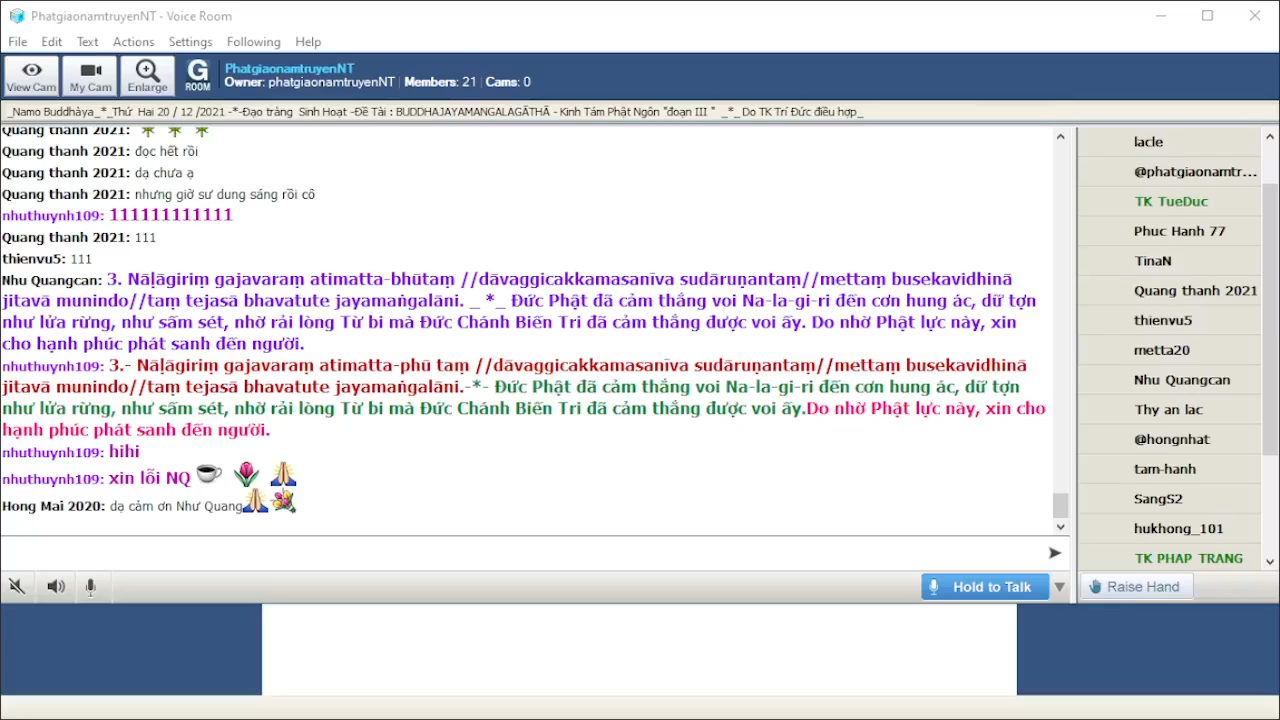 PhatgiaonamtruyenNT - Voice Room
File Edit Text Actions Settings Following Help
View Cam My Cam Enlarge G ROOM
PhatgiaonamtruyenNT
Owner: phatgiaonamtruyenNT | Members: 21 | Cams: 0
_Namo Buddhàya_*_Thứ Hai 20 / 12 /2021 -*-Đạo tràng Sinh Hoạt -Đề Tài : BUDDHAJAYAMANGALAGĀTHĀ - Kinh Tám Phật Ngôn "đoạn III " _*_ Do TK Trí Đức điều hợp_
Quang thanh 2021:
Quang thanh 2021: đọc hết rồi
Quang thanh 2021: dạ chưa ạ
Quang thanh 2021: nhưng giờ sư dung sáng rồi cô
nhuthuynh109: 111111111111
Quang thanh 2021: 111
thienvu5: 111
Nhu Quangcan: 3. Nāḷāgiriṃ gajavaraṃ atimatta-bhūtaṃ //dāvaggicakkamasanīva sudāruṇantaṃ//mettaṃ busekavidhinā
jitavā munindo//taṃ tejasā bhavatute jayamaṅgalāni. _ *_ Đức Phật đã cảm thắng voi Na-la-gi-ri đến cơn hung ác, dữ tợn
như lửa rừng, như sấm sét, nhờ rải lòng Từ bi mà Đức Chánh Biến Tri đã cảm thắng được voi ấy. Do nhờ Phật lực này, xin
cho hạnh phúc phát sanh đến người.
nhuthuynh109: 3.- Nāḷāgiriṃ gajavaraṃ atimatta-phū taṃ //dāvaggicakkamasanīva sudāruṇantaṃ//mettaṃ busekavidhinā
jitavā munindo//taṃ tejasā bhavatute jayamaṅgalāni.-*- Đức Phật đã cảm thắng voi Na-la-gi-ri đến cơn hung ác, dữ tợn
như lửa rừng, như sấm sét, nhờ rải lòng Từ bi mà Đức Chánh Biến Tri đã cảm thắng được voi ấy.Do nhờ Phật lực này, xin cho
hạnh phúc phát sanh đến người.
nhuthuynh109: hihi
nhuthuynh109: xin lỗi NQ
Hong Mai 2020: dạ cảm ơn Như Quang
Hold to Talk
lacle
@phatgiaonamtr...
TK TueDuc
Phuc Hanh 77
TinaN
Quang thanh 2021
thienvu5
metta20
Nhu Quangcan
Thy an lac
@hongnhat
tam-hanh
SangS2
hukhong_101
TK PHAP TRANG
Raise Hand